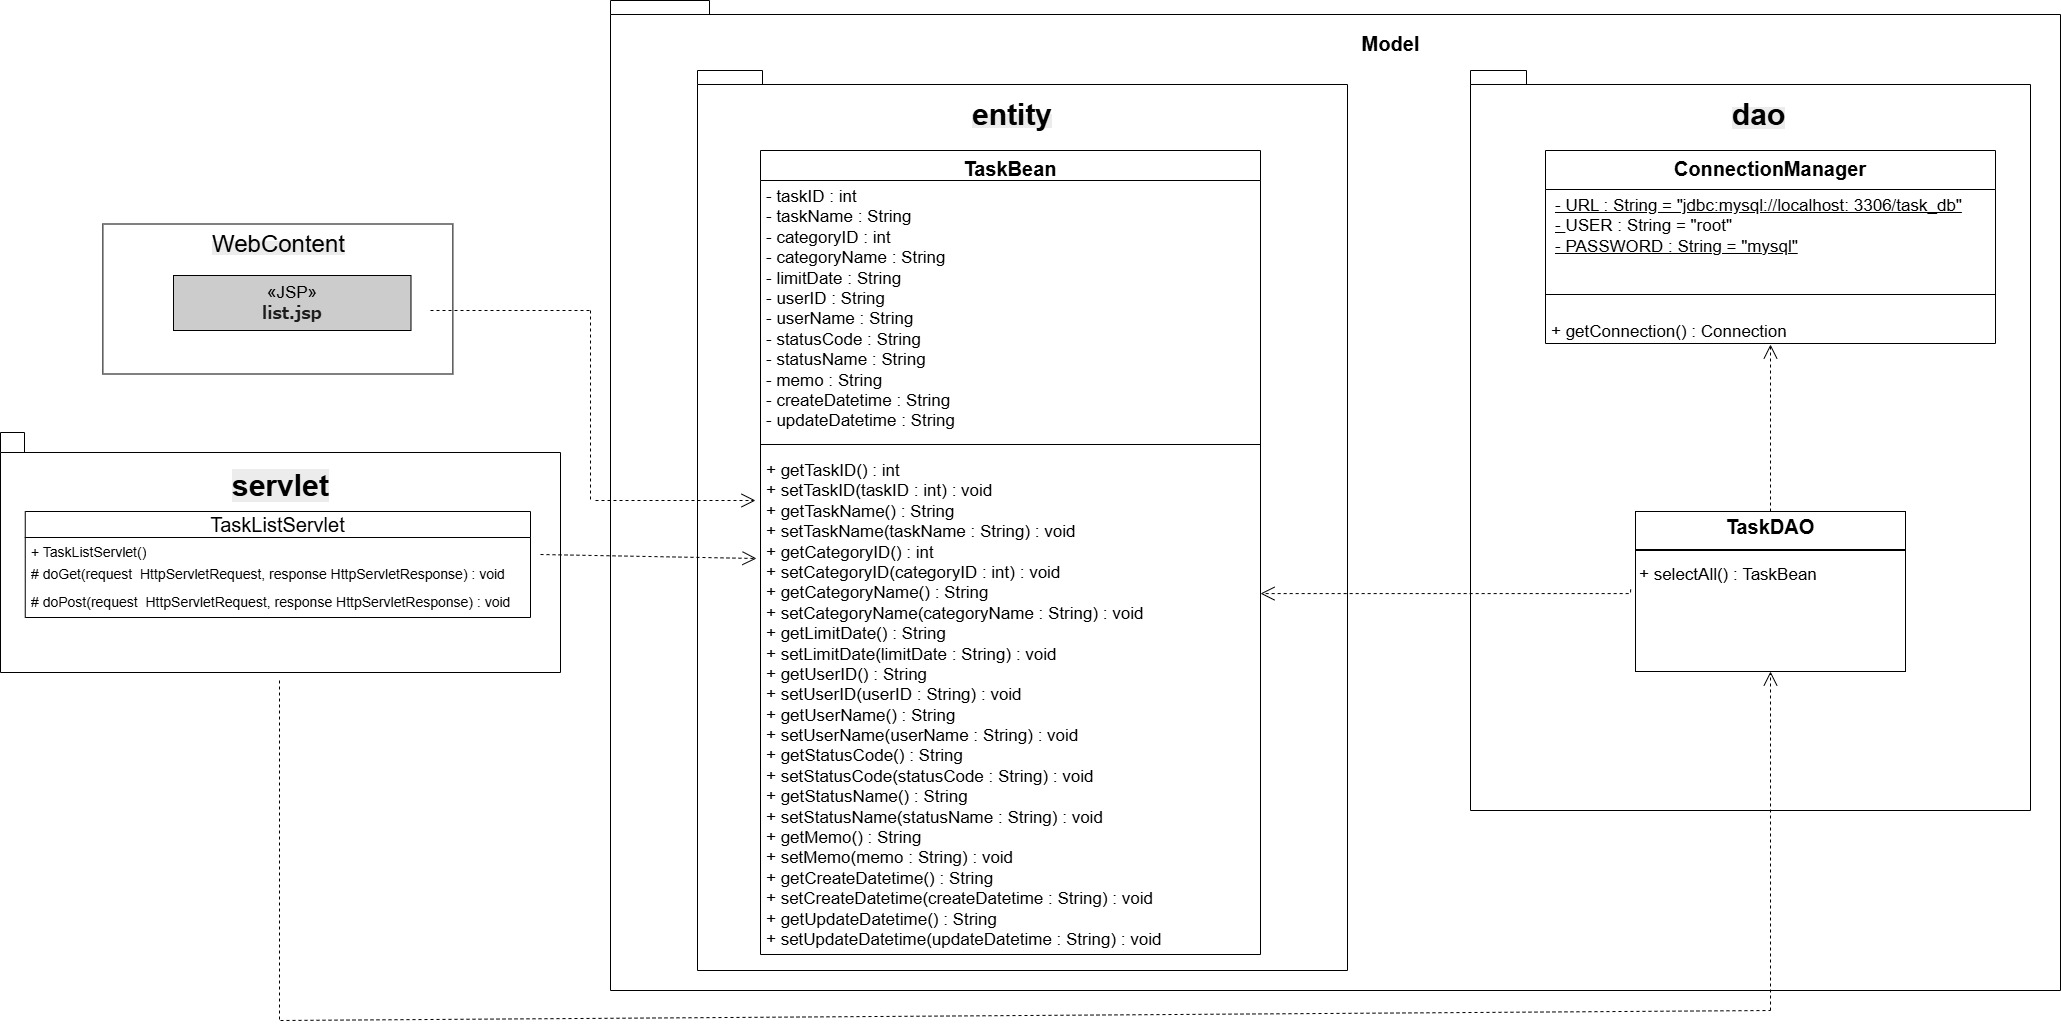 Model
entity
TaskBean
- taskID : int
- taskName : String
- categoryID : int
- categoryName : String
- limitDate : String
- userID : String
- userName : String
- statusCode : String
- statusName : String
- memo : String
- createDatetime : String
- updateDatetime : String
+ getTaskID() : int
+ setTaskID(taskID : int) : void
+ getTaskName() : String
+ setTaskName(taskName : String) : void
+ getCategoryID() : int
+ setCategoryID(categoryID : int) : void
+ getCategoryName() : String
+ setCategoryName(categoryName : String) : void
+ getLimitDate() : String
+ setLimitDate(limitDate : String) : void
+ getUserID() : String
+ setUserID(userID : String) : void
+ getUserName() : String
+ setUserName(userName : String) : void
+ getStatusCode() : String
+ setStatusCode(statusCode : String) : void
+ getStatusName() : String
+ setStatusName(statusName : String) : void
+ getMemo() : String
+ setMemo(memo : String) : void
+ getCreateDatetime() : String
+ setCreateDatetime(createDatetime : String) : void
+ getUpdateDatetime() : String
+ setUpdateDatetime(updateDatetime : String) : void
dao
ConnectionManager
- URL : String = "jdbc:mysql://localhost: 3306/task_db"
- USER : String = "root"
- PASSWORD : String = "mysql"
+ getConnection() : Connection
TaskDAO
+ selectAll() : TaskBean
WebContent
«JSP»
list.jsp
servlet
TaskListServlet
+ TaskListServlet()
# doGet(request  HttpServletRequest, response HttpServletResponse) : void
# doPost(request  HttpServletRequest, response HttpServletResponse) : void